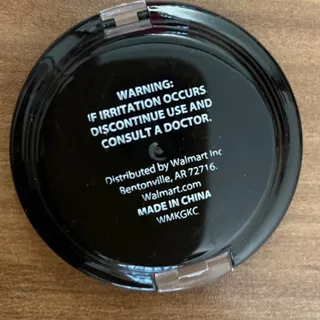 WARNING:
IF IRRITATION OCCURS
DISCONTINUE USE AND
CONSULT A DOCTOR.
Distributed by Walmart Inc
Bentonville, AR 72716.
Walmart.com
MADE IN CHINA
WMKGKC